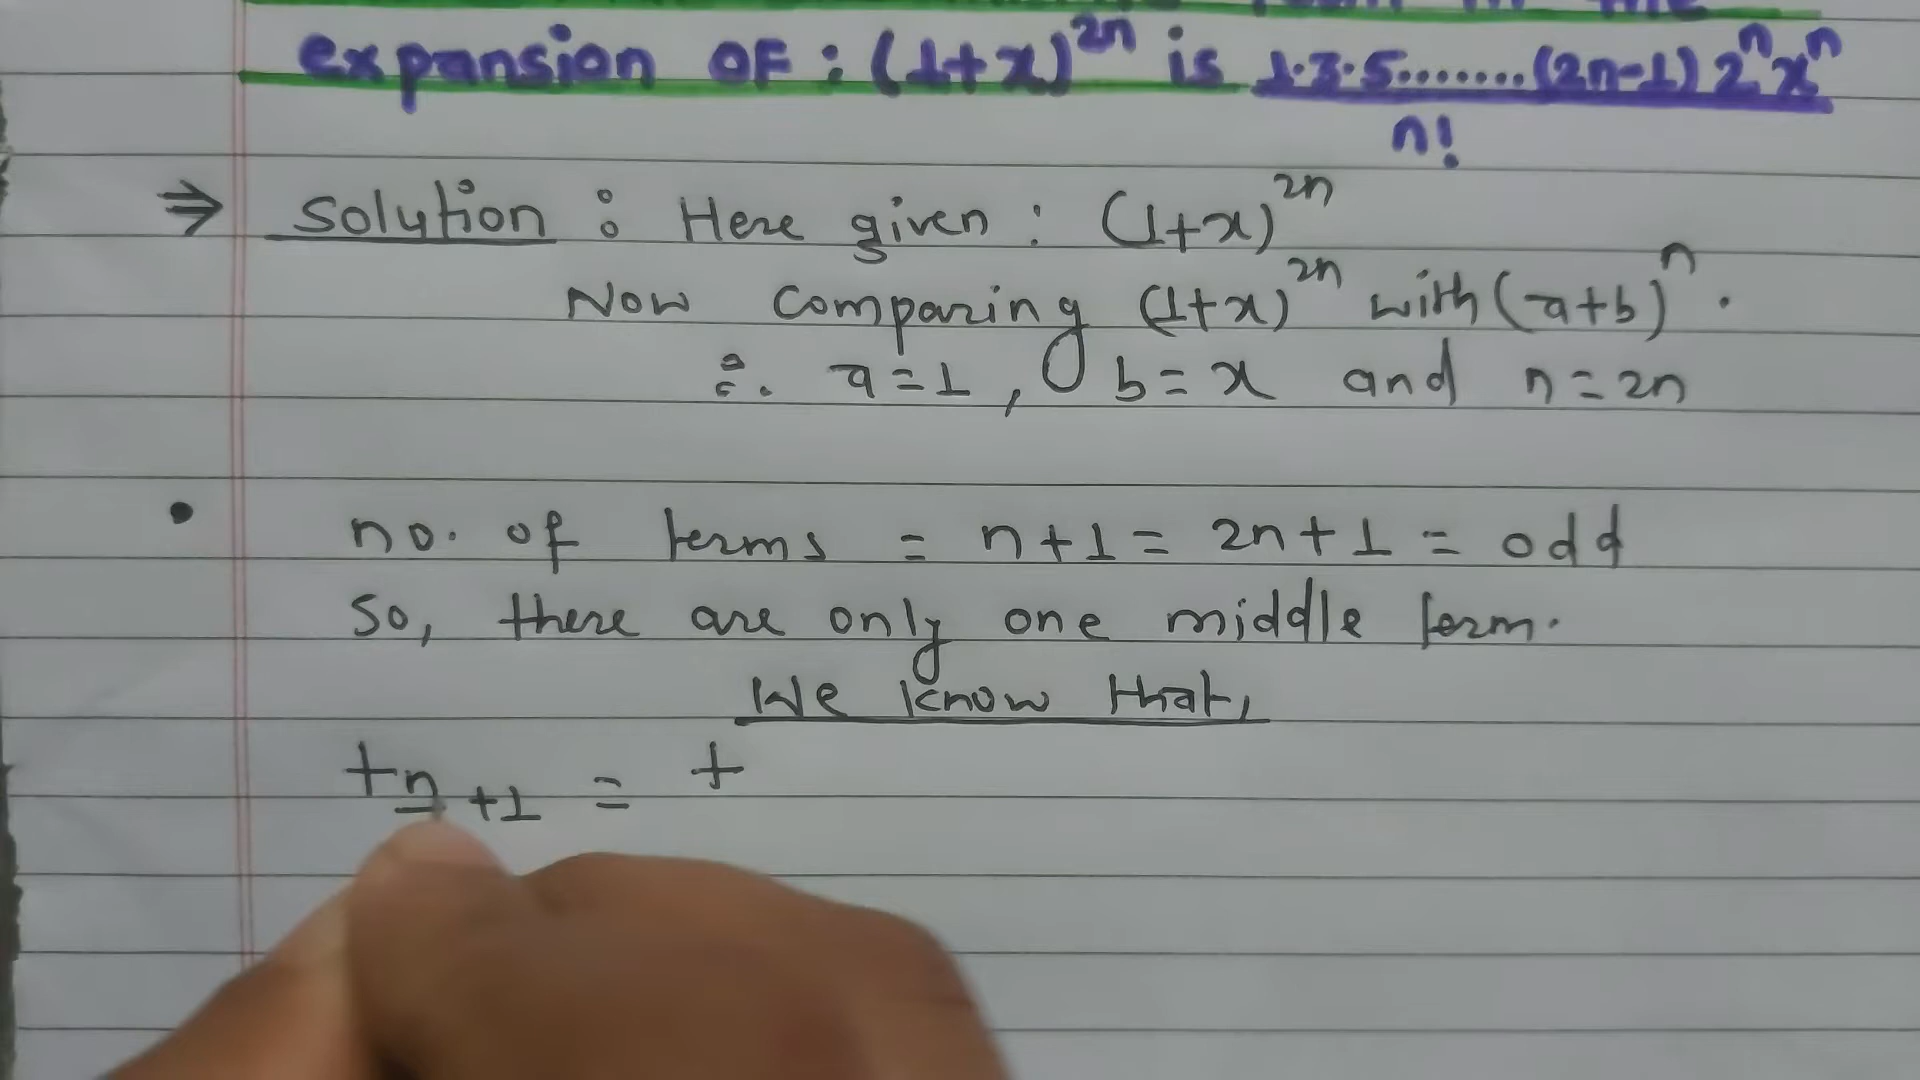 expansion OF : (1+x)²ⁿ is 1·3·5.......(2n-1) 2ⁿxⁿ
n!
⇒ Solution : Here given : (1+x)²ⁿ
Now comparing (1+x)²ⁿ with (a+b)ⁿ.
∴ a=1, b=x and n=2n
• no. of terms = n+1 = 2n+1 = odd
So, there are only one middle term.
We know that,
tn+1 = t